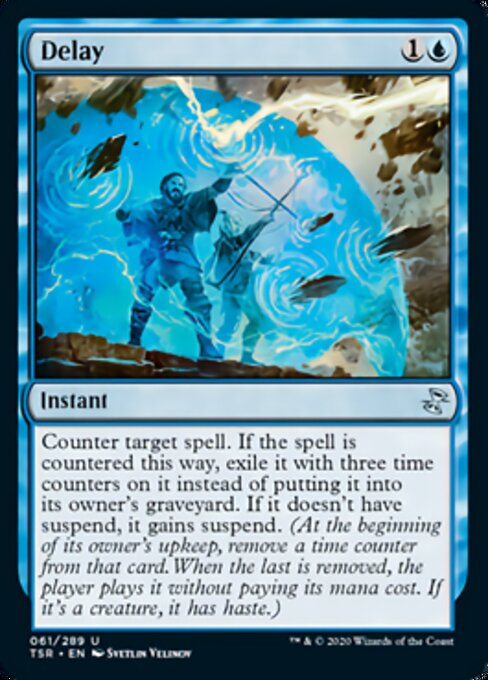 Delay 1
Instant
Counter target spell. If the spell is
countered this way, exile it with three time
counters on it instead of putting it into
its owner's graveyard. If it doesn't have
suspend, it gains suspend. (At the beginning
of its owner's upkeep, remove a time counter
from that card. When the last is removed, the
player plays it without paying its mana cost. If
it's a creature, it has haste.)
061/289 U ™ & © 2020 Wizards of the Coast
TSR • EN Svetlin Velinov